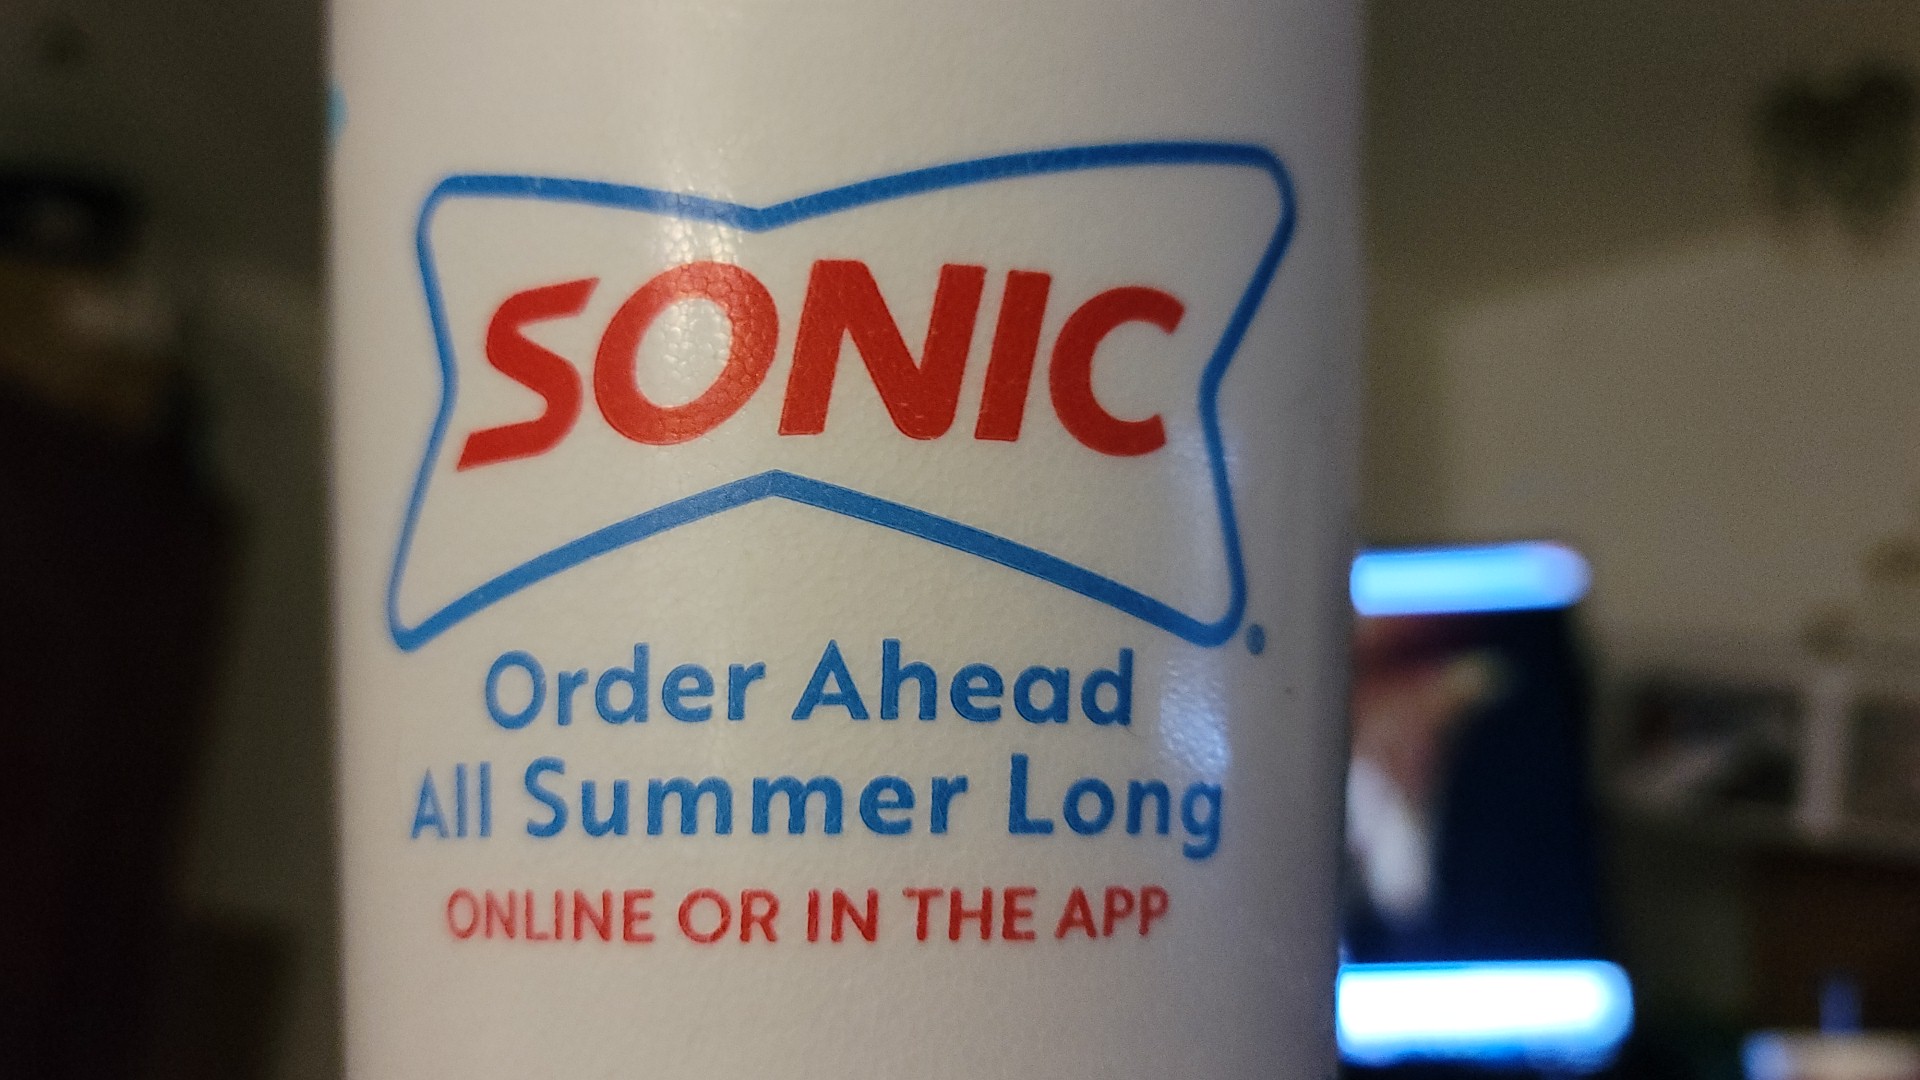 SONIC
Order Ahead
All Summer Long
ONLINE OR IN THE APP